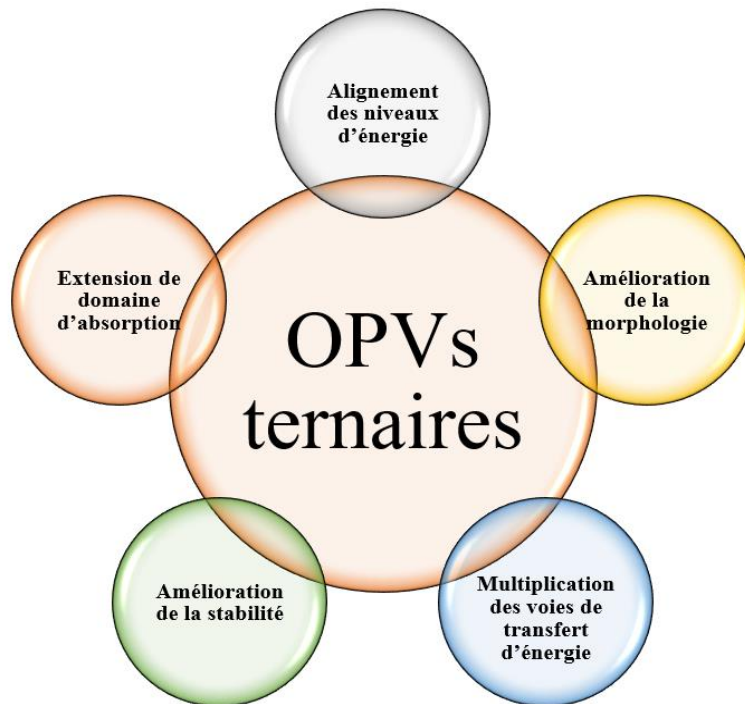 Alignement
des niveaux
d’énergie
Extension de
domaine
d’absorption
Amélioration
de la
morphologie
OPVs
ternaires
Amélioration
de la stabilité
Multiplication
des voies de
transfert
d’énergie